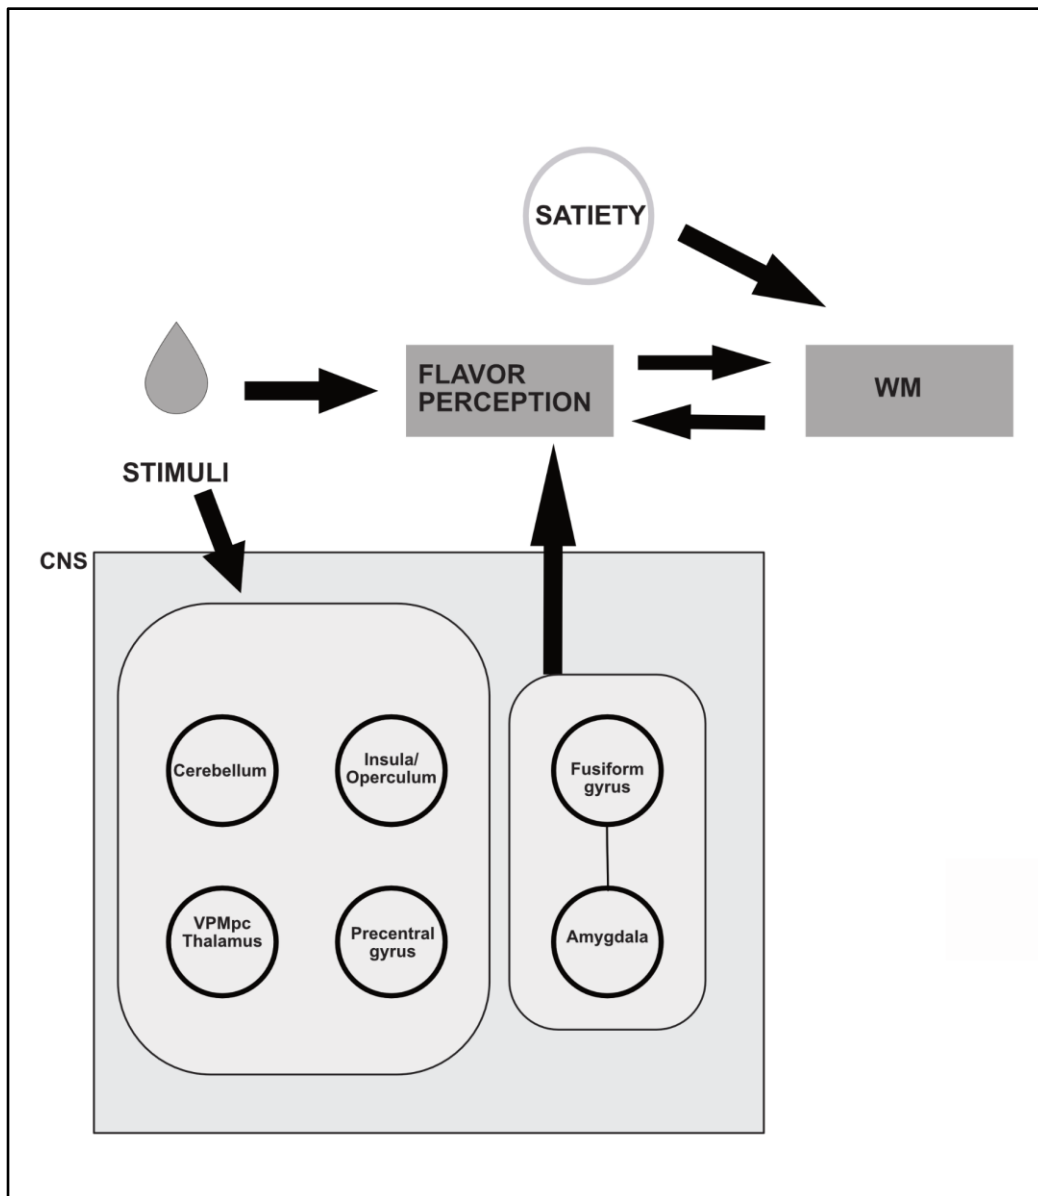 SATIETY
FLAVOR
PERCEPTION
WM
STIMULI
CNS
Cerebellum
Insula/
Operculum
Fusiform
gyrus
VPMpc
Thalamus
Precentral
gyrus
Amygdala